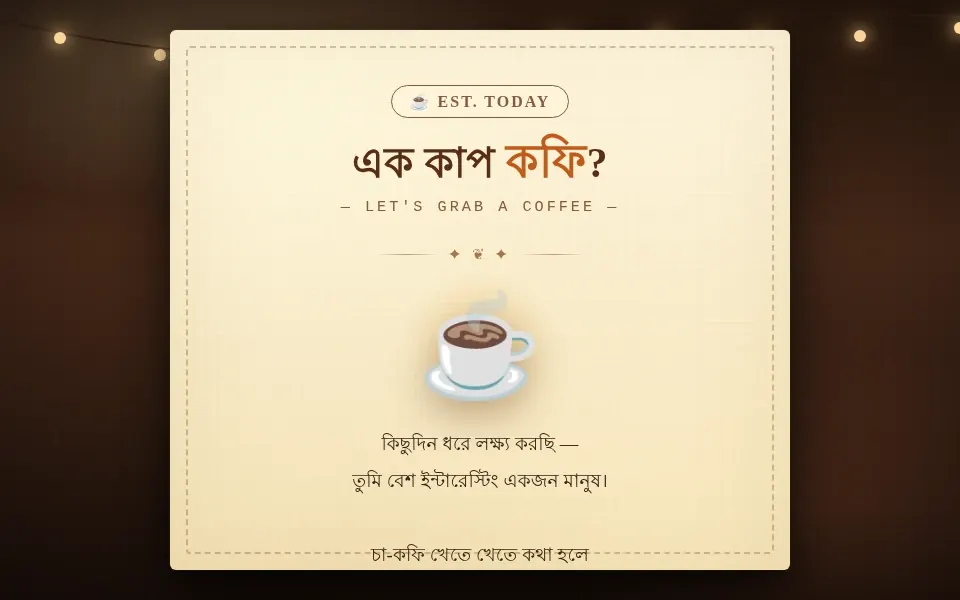 EST. TODAY
এক কাপ কফি?
— LET'S GRAB A COFFEE —
কিছুদিন ধরে লক্ষ্য করছি —
তুমি বেশ ইন্টারেস্টিং একজন মানুষ।
চা-কফি খেতে খেতে কথা হলে